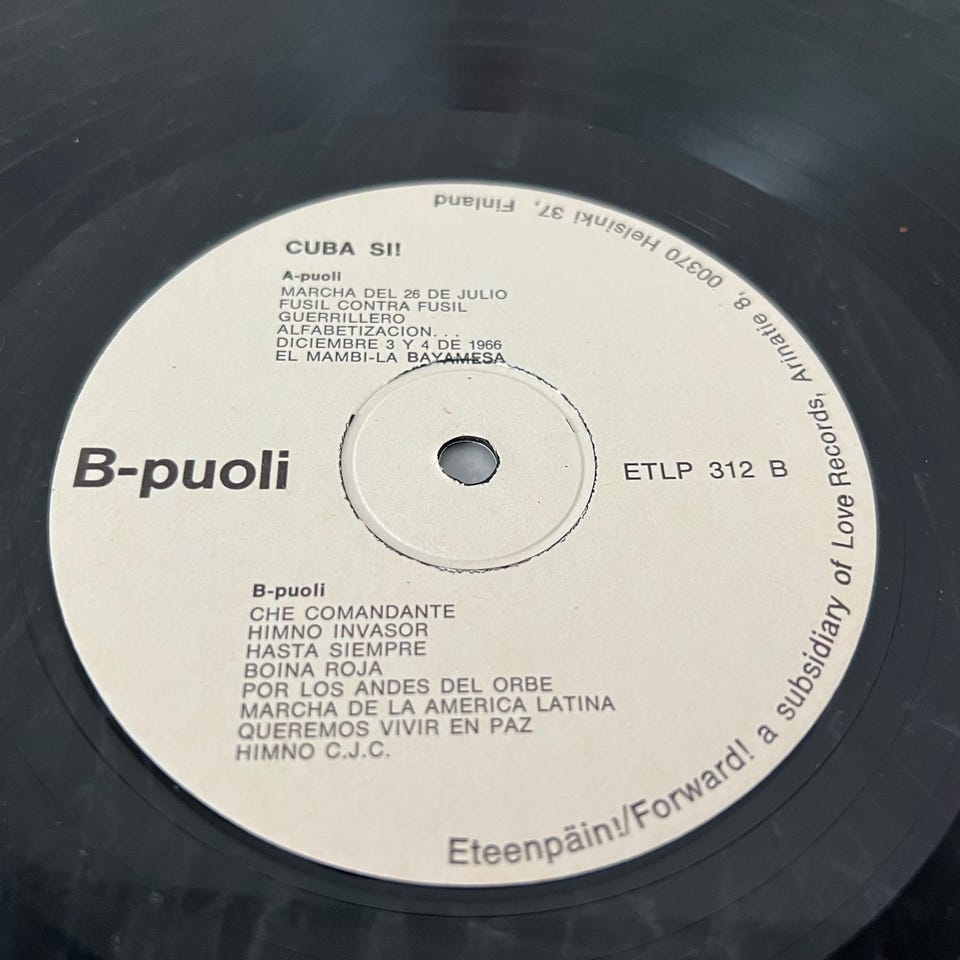 CUBA SI!
A-puoli
MARCHA DEL 26 DE JULIO
FUSIL CONTRA FUSIL
GUERRILLERO
ALFABETIZACION...
DICIEMBRE 3 Y 4 DE 1966
EL MAMBI-LA BAYAMESA
B-puoli
ETLP 312 B
B-puoli
CHE COMANDANTE
HIMNO INVASOR
HASTA SIEMPRE
BOINA ROJA
POR LOS ANDES DEL ORBE
MARCHA DE LA AMERICA LATINA
QUEREMOS VIVIR EN PAZ
HIMNO C.J.C.
Eteenpäin!/Forward! a subsidiary of Love Records, Arinatie 8, 00370 Helsinki 37, Finland